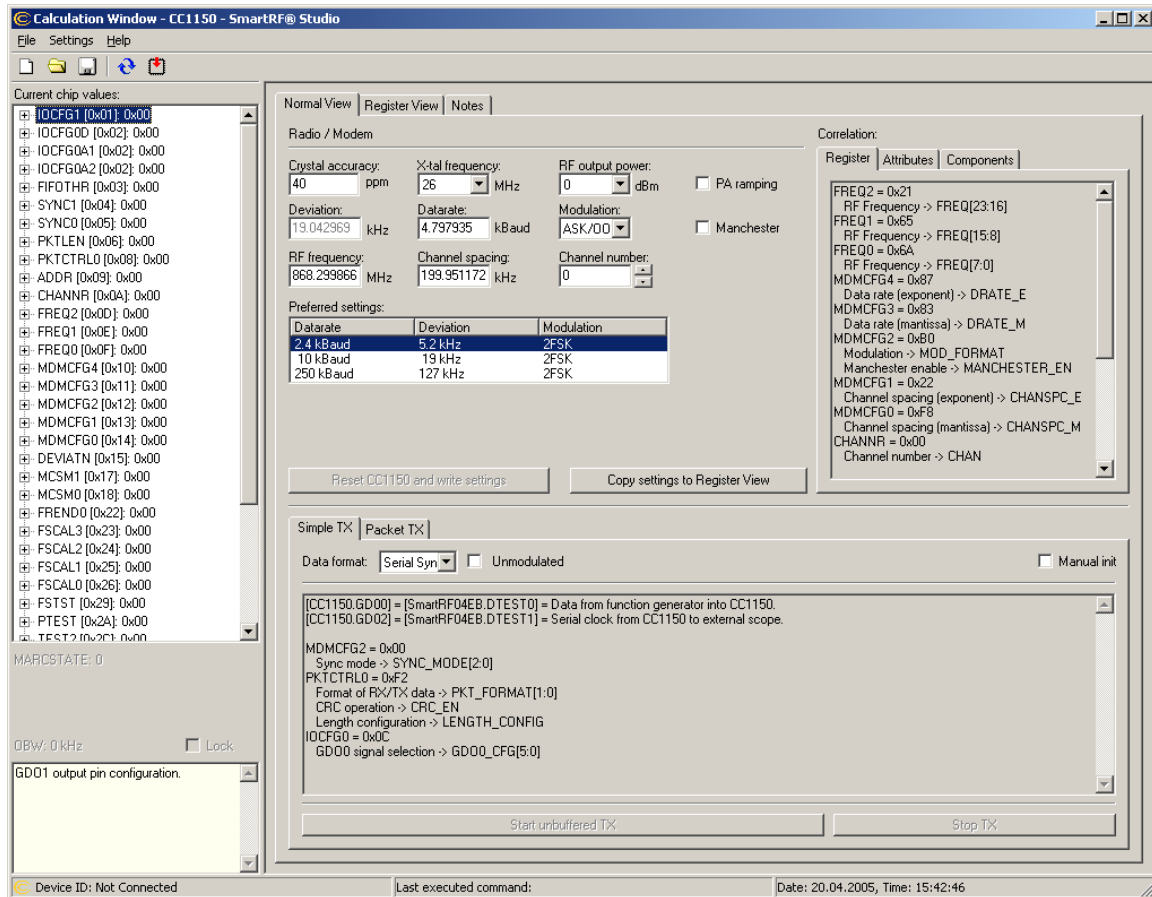 Calculation Window - CC1150 - SmartRF® Studio
File Settings Help
Current chip values:
IOCFG1 [0x01]: 0x00
IOCFG0D [0x02]: 0x00
IOCFG0A1 [0x02]: 0x00
IOCFG0A2 [0x02]: 0x00
FIFOTHR [0x03]: 0x00
SYNC1 [0x04]: 0x00
SYNC0 [0x05]: 0x00
PKTLEN [0x06]: 0x00
PKTCTRL0 [0x08]: 0x00
ADDR [0x09]: 0x00
CHANNR [0x0A]: 0x00
FREQ2 [0x0D]: 0x00
FREQ1 [0x0E]: 0x00
FREQ0 [0x0F]: 0x00
MDMCFG4 [0x10]: 0x00
MDMCFG3 [0x11]: 0x00
MDMCFG2 [0x12]: 0x00
MDMCFG1 [0x13]: 0x00
MDMCFG0 [0x14]: 0x00
DEVIATN [0x15]: 0x00
MCSM1 [0x17]: 0x00
MCSM0 [0x18]: 0x00
FREND0 [0x22]: 0x00
FSCAL3 [0x23]: 0x00
FSCAL2 [0x24]: 0x00
FSCAL1 [0x25]: 0x00
FSCAL0 [0x26]: 0x00
FSTST [0x29]: 0x00
PTEST [0x2A]: 0x00
TEST2 [0x2C]: 0x00
MARCSTATE: 0
OBW: 0 kHz Lock
GDO1 output pin configuration.
Normal View Register View Notes
Radio / Modem
Crystal accuracy: X-tal frequency: RF output power:
40 ppm 26 MHz 0 dBm PA ramping
Deviation: Datarate: Modulation:
19.042969 kHz 4.797935 kBaud ASK/OO Manchester
RF frequency: Channel spacing: Channel number:
868.299866 MHz 199.951172 kHz 0
Preferred settings:
Datarate Deviation Modulation
2.4 kBaud 5.2 kHz 2FSK
10 kBaud 19 kHz 2FSK
250 kBaud 127 kHz 2FSK
Reset CC1150 and write settings Copy settings to Register View
Correlation:
Register Attributes Components
FREQ2 = 0x21
RF Frequency -> FREQ[23:16]
FREQ1 = 0x65
RF Frequency -> FREQ[15:8]
FREQ0 = 0x6A
RF Frequency -> FREQ[7:0]
MDMCFG4 = 0x87
Data rate (exponent) -> DRATE_E
MDMCFG3 = 0x83
Data rate (mantissa) -> DRATE_M
MDMCFG2 = 0xB0
Modulation -> MOD_FORMAT
Manchester enable -> MANCHESTER_EN
MDMCFG1 = 0x22
Channel spacing (exponent) -> CHANSPC_E
MDMCFG0 = 0xF8
Channel spacing (mantissa) -> CHANSPC_M
CHANNR = 0x00
Channel number -> CHAN
Simple TX Packet TX
Data format: Serial Syn Unmodulated Manual init
[CC1150.GDO0] = [SmartRF04EB.DTEST0] = Data from function generator into CC1150.
[CC1150.GDO2] = [SmartRF04EB.DTEST1] = Serial clock from CC1150 to external scope.
MDMCFG2 = 0x00
Sync mode -> SYNC_MODE[2:0]
PKTCTRL0 = 0xF2
Format of RX/TX data -> PKT_FORMAT[1:0]
CRC operation -> CRC_EN
Length configuration -> LENGTH_CONFIG
IOCFG0 = 0x0C
GDO0 signal selection -> GDO0_CFG[5:0]
Start unbuffered TX Stop TX
Device ID: Not Connected Last executed command: Date: 20.04.2005, Time: 15:42:46